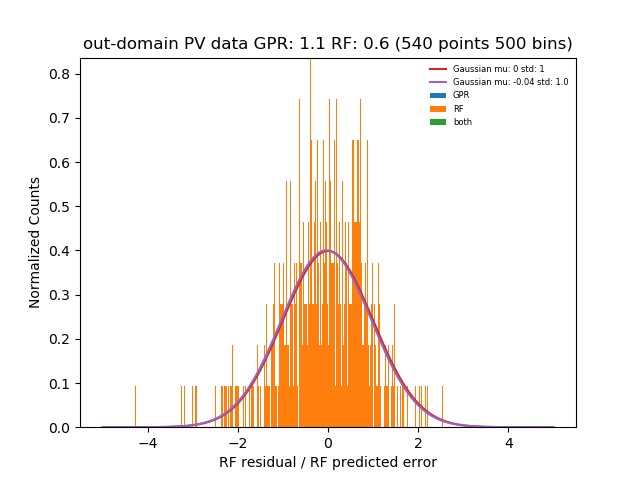 out-domain PV data GPR: 1.1 RF: 0.6 (540 points 500 bins)
Gaussian mu: 0 std: 1
Gaussian mu: -0.04 std: 1.0
GPR
RF
both
Normalized Counts
0.8
0.7
0.6
0.5
0.4
0.3
0.2
0.1
0.0
−4 −2 0 2 4
RF residual / RF predicted error